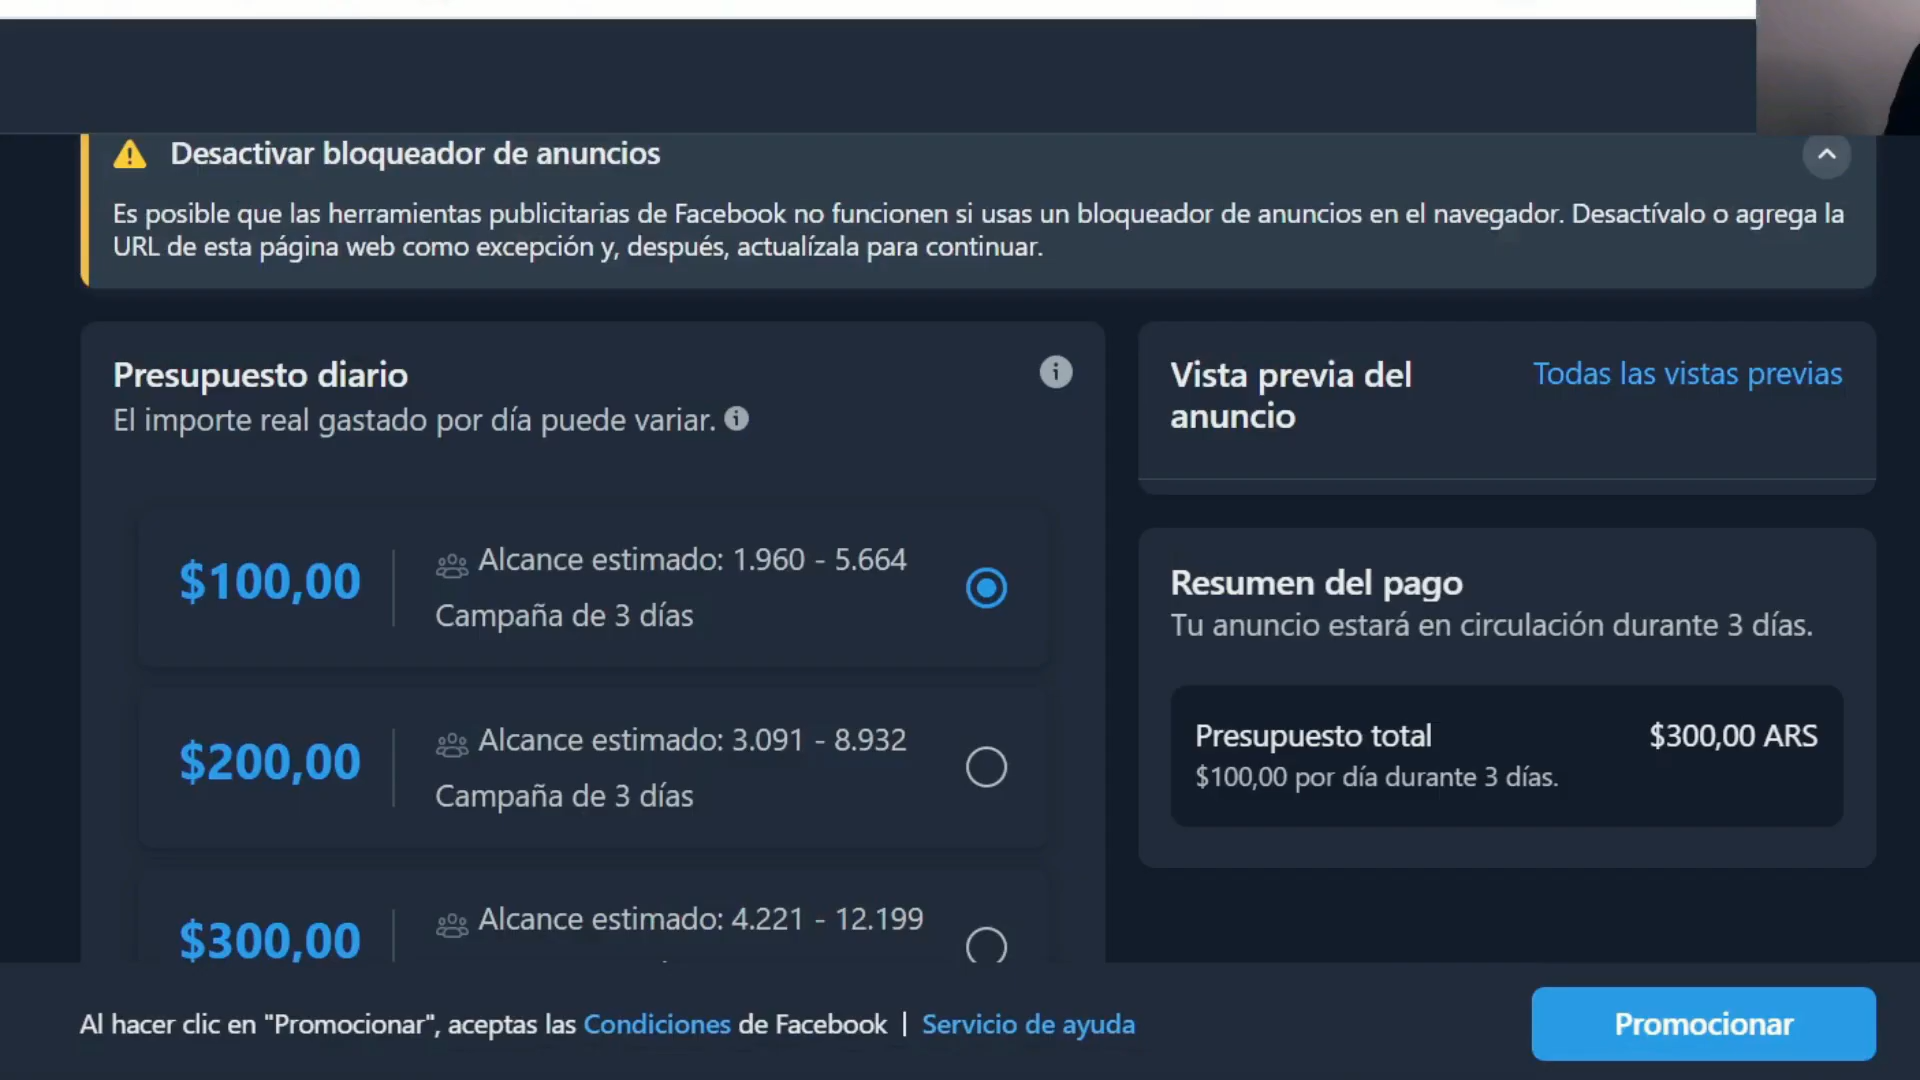 Desactivar bloqueador de anuncios
Es posible que las herramientas publicitarias de Facebook no funcionen si usas un bloqueador de anuncios en el navegador. Desactívalo o agrega la
URL de esta página web como excepción y, después, actualízala para continuar.
Presupuesto diario
El importe real gastado por día puede variar.
$100,00
Alcance estimado: 1.960 - 5.664
Campaña de 3 días
$200,00
Alcance estimado: 3.091 - 8.932
Campaña de 3 días
$300,00
Alcance estimado: 4.221 - 12.199
Vista previa del
anuncio
Todas las vistas previas
Resumen del pago
Tu anuncio estará en circulación durante 3 días.
Presupuesto total
$300,00 ARS
$100,00 por día durante 3 días.
Al hacer clic en "Promocionar", aceptas las Condiciones de Facebook | Servicio de ayuda
Promocionar